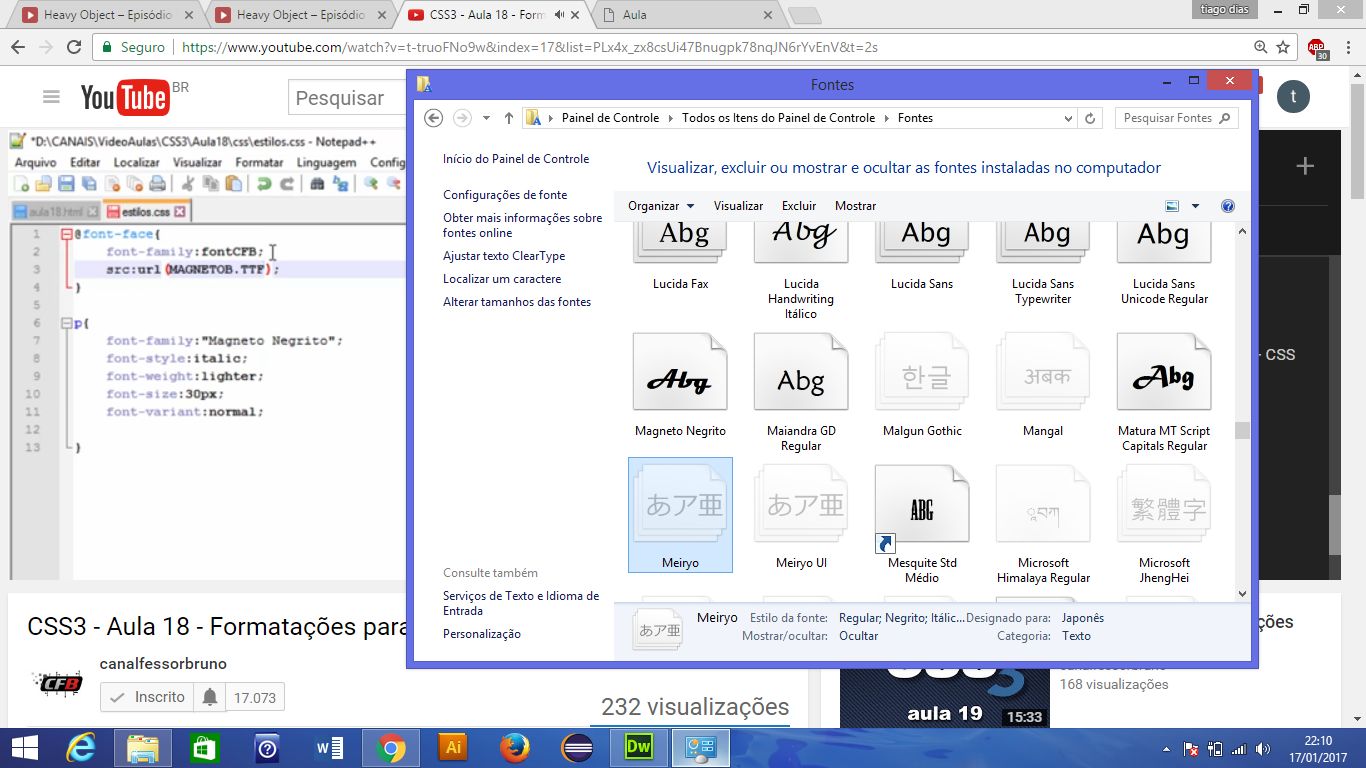 Heavy Object – Episódio
Heavy Object – Episódio
CSS3 - Aula 18 - Form
Aula
tiago dias
Seguro
https://www.youtube.com/watch?v=t-truoFNo9w&index=17&list=PLx4x_zx8csUi47Bnugpk78nqJN6rYvEnV&t=2s
ABP
30
YouTube BR
Pesquisar
t
*D:\CANAIS\VideoAulas\CSS3\Aula18\css\estilos.css - Notepad++
Arquivo Editar Localizar Visualizar Formatar Linguagem Config
aula18.html estilos.css
1 @font-face{
2 font-family:fontCFB;
3 src:url(MAGNETOB.TTF);
4 }
5
6 p{
7 font-family:"Magneto Negrito";
8 font-style:italic;
9 font-weight:lighter;
10 font-size:30px;
11 font-variant:normal;
12
13 }
Fontes
Painel de Controle Todos os Itens do Painel de Controle Fontes
Pesquisar Fontes
Início do Painel de Controle
Configurações de fonte
Obter mais informações sobre
fontes online
Ajustar texto ClearType
Localizar um caractere
Alterar tamanhos das fontes
Consulte também
Serviços de Texto e Idioma de
Entrada
Personalização
Visualizar, excluir ou mostrar e ocultar as fontes instaladas no computador
Organizar Visualizar Excluir Mostrar
Abg Abg Abg Abg Abg
Lucida Fax
Lucida
Handwriting
Itálico
Lucida Sans
Lucida Sans
Typewriter
Lucida Sans
Unicode Regular
Abg Abg 한글 अबक Abg
Magneto Negrito
Maiandra GD
Regular
Malgun Gothic
Mangal
Matura MT Script
Capitals Regular
あア亜 あア亜 ABG 繁體字
Meiryo
Meiryo UI
Mesquite Std
Médio
Microsoft
Himalaya Regular
Microsoft
JhengHei
あア亜
Meiryo
Estilo da fonte: Regular; Negrito; Itálic...
Mostrar/ocultar: Ocultar
Designado para: Japonês
Categoria: Texto
- CSS
CSS3 - Aula 18 - Formatações para
canalfessorbruno
CFB
Inscrito 17.073
232 visualizações
ções
canalfessorbruno
168 visualizações
aula 19
15:33
W
Ai
Dw
22:10
17/01/2017